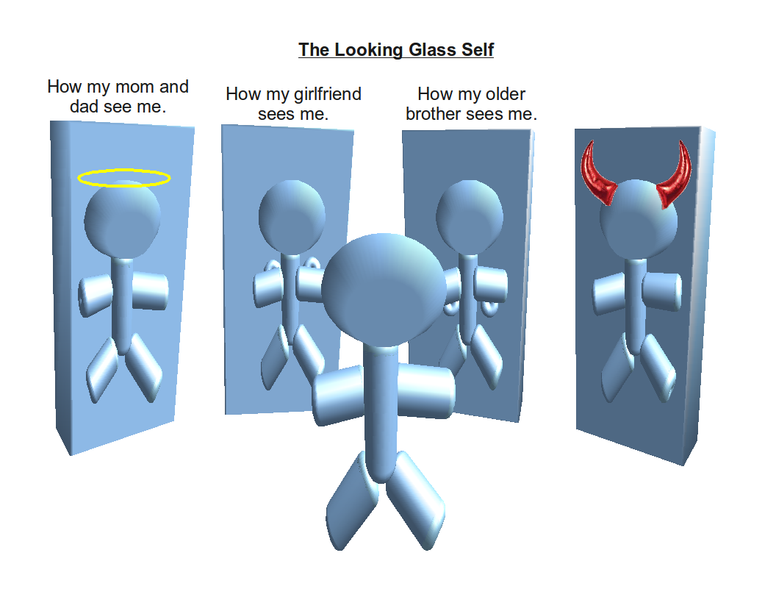 The Looking Glass Self
How my mom and
dad see me.
How my girlfriend
sees me.
How my older
brother sees me.